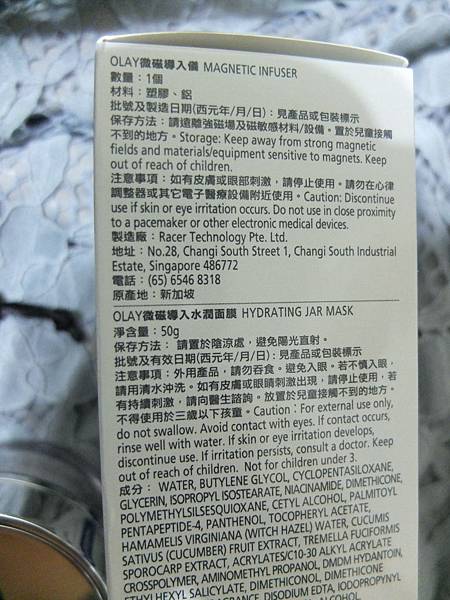 OLAY微磁導入儀 MAGNETIC INFUSER
數量：1個
材料：塑膠、鋁
批號及製造日期(西元年/月/日)：見產品或包裝標示
保存方法：請遠離強磁場及磁敏感材料/設備。置於兒童接觸
不到的地方。Storage: Keep away from strong magnetic
fields and materials/equipment sensitive to magnets. Keep
out of reach of children.
注意事項：如有皮膚或眼部刺激，請停止使用。請勿在心律
調整器或其它電子醫療設備附近使用。Caution: Discontinue
use if skin or eye irritation occurs. Do not use in close proximity
to a pacemaker or other electronic medical devices.
製造廠：Racer Technology Pte. Ltd.
地址：No.28, Changi South Street 1, Changi South Industrial
Estate, Singapore 486772
電話：(65) 6546 8318
原產地：新加坡
OLAY微磁導入水潤面膜 HYDRATING JAR MASK
淨含量：50g
保存方法： 請置於陰涼處，避免陽光直射。
批號及有效日期(西元年/月/日)：見產品或包裝標示
注意事項：外用產品，請勿吞食。避免入眼。若不慎入眼，
請用清水沖洗。如有皮膚或眼睛刺激出現，請停止使用，若
有持續刺激，請向醫生諮詢。放置於兒童接觸不到的地方。
不得使用於三歲以下孩童。Caution：For external use only,
do not swallow. Avoid contact with eyes. If contact occurs,
rinse well with water. If skin or eye irritation develops,
discontinue use. If irritation persists, consult a doctor. Keep
out of reach of children. Not for children under 3.
成分： WATER, BUTYLENE GLYCOL, CYCLOPENTASILOXANE,
GLYCERIN, ISOPROPYL ISOSTEARATE, NIACINAMIDE, DIMETHICONE,
POLYMETHYLSILSESQUIOXANE, CETYL ALCOHOL, PALMITOYL
PENTAPEPTIDE-4, PANTHENOL, TOCOPHERYL ACETATE,
HAMAMELIS VIRGINIANA (WITCH HAZEL) WATER, CUCUMIS
SATIVUS (CUCUMBER) FRUIT EXTRACT, TREMELLA FUCIFORMIS
SPOROCARP EXTRACT, ACRYLATES/C10-30 ALKYL ACRYLATE
CROSSPOLYMER, AMINOMETHYL PROPANOL, DMDM HYDANTOIN,
ETHYLHEXYL SALICYLATE, DIMETHICONOL, DIMETHICONE
FRAGRANCE, DISODIUM EDTA, IODOPROPYNYL
ALCOHOL